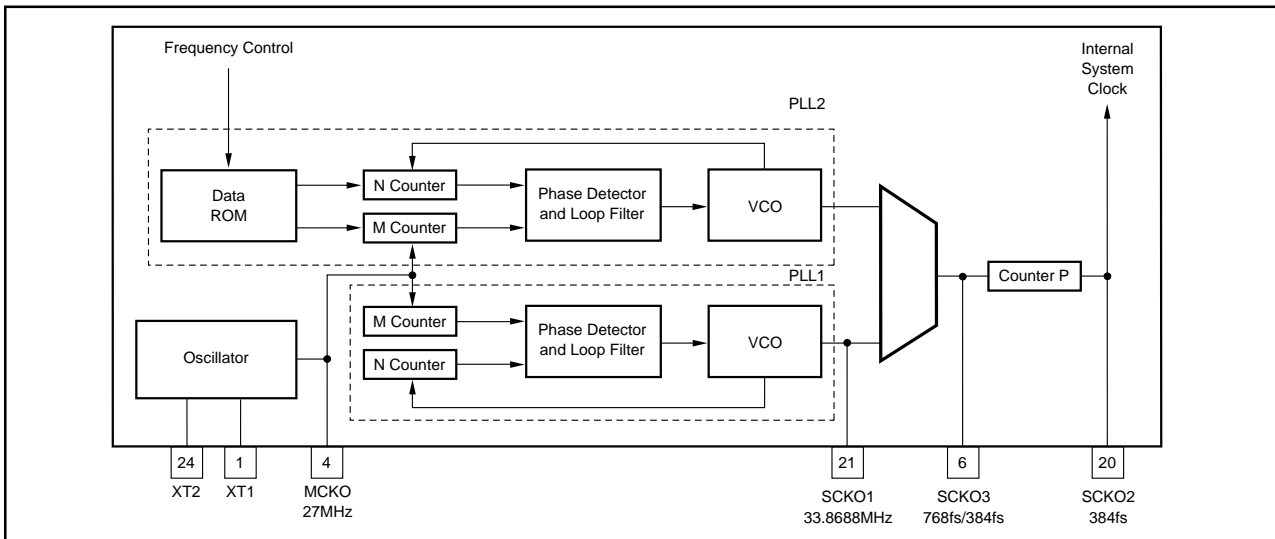 Frequency Control
Internal
System
Clock
PLL2
Data
ROM
N Counter
M Counter
Phase Detector
and Loop Filter
VCO
PLL1
Counter P
Oscillator
M Counter
N Counter
Phase Detector
and Loop Filter
VCO
24
XT2
1
XT1
4
MCKO
27MHz
21
SCKO1
33.8688MHz
6
SCKO3
768fs/384fs
20
SCKO2
384fs